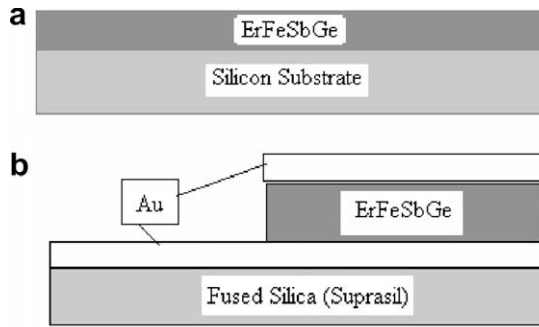 a
ErFeSbGe
Silicon Substrate
b
Au
ErFeSbGe
Fused Silica (Suprasil)